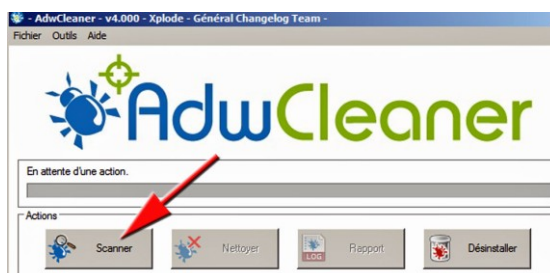 - AdwCleaner - v4.000 - Xplode - Général Changelog Team -
Fichier Outils Aide
AdwCleaner
En attente d'une action.
Actions
Scanner
Nettoyer
LOG
Rapport
Désinstaller